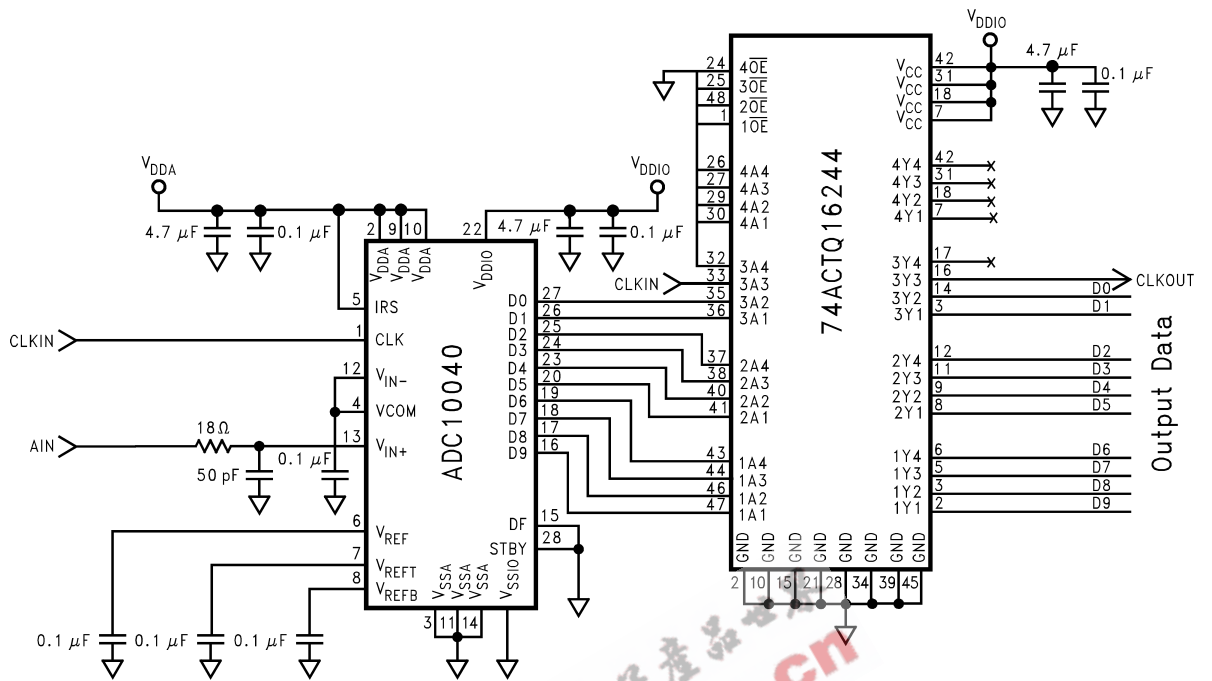 VDDIO
4.7 μF
0.1 μF
24 4OE
25 3OE
48 2OE
1 1OE
VCC 42
VCC 31
VCC 18
VCC 7
26 4A4
27 4A3
29 4A2
30 4A1
4Y4 42
4Y3 31
4Y2 18
4Y1 7
32 3A4
CLKIN 33 3A3
35 3A2
36 3A1
3Y4 17
3Y3 16 CLKOUT
3Y2 14 D0
3Y1 3 D1
37 2A4
38 2A3
40 2A2
41 2A1
2Y4 12 D2
2Y3 11 D3
2Y2 9 D4
2Y1 8 D5
43 1A4
44 1A3
46 1A2
47 1A1
1Y4 6 D6
1Y3 5 D7
1Y2 3 D8
1Y1 2 D9
74ACTQ16244
Output Data
GND GND GND GND GND GND GND GND
2 10 15 21 28 34 39 45
VDDA
4.7 μF
0.1 μF
2 9 10
VDDA VDDA VDDA
VDDIO
22
VDDIO
4.7 μF
0.1 μF
5 IRS
CLKIN 1 CLK
12 VIN-
4 VCOM
AIN 18Ω 13 VIN+
50 pF
0.1 μF
6 VREF
7 VREFT
8 VREFB
0.1 μF
0.1 μF
0.1 μF
ADC10040
D0 27
D1 26
D2 25
D3 24
D4 23
D5 20
D6 19
D7 18
D8 17
D9 16
DF 15
STBY 28
VSSA VSSA VSSA VSSIO
3 11 14
產品世
cn